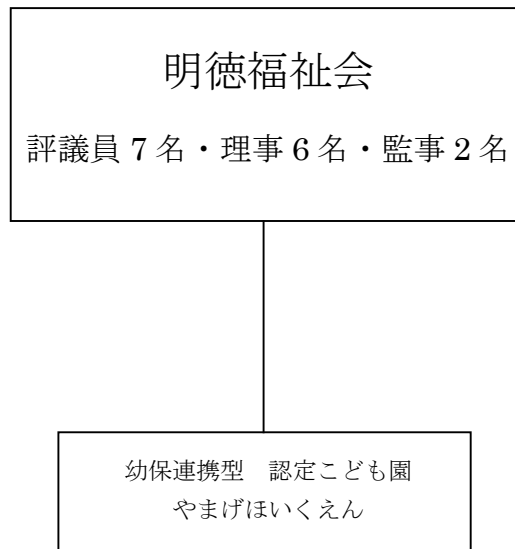 明徳福祉会
評議員 7 名・理事 6 名・監事 2 名
幼保連携型　認定こども園
やまげほいくえん